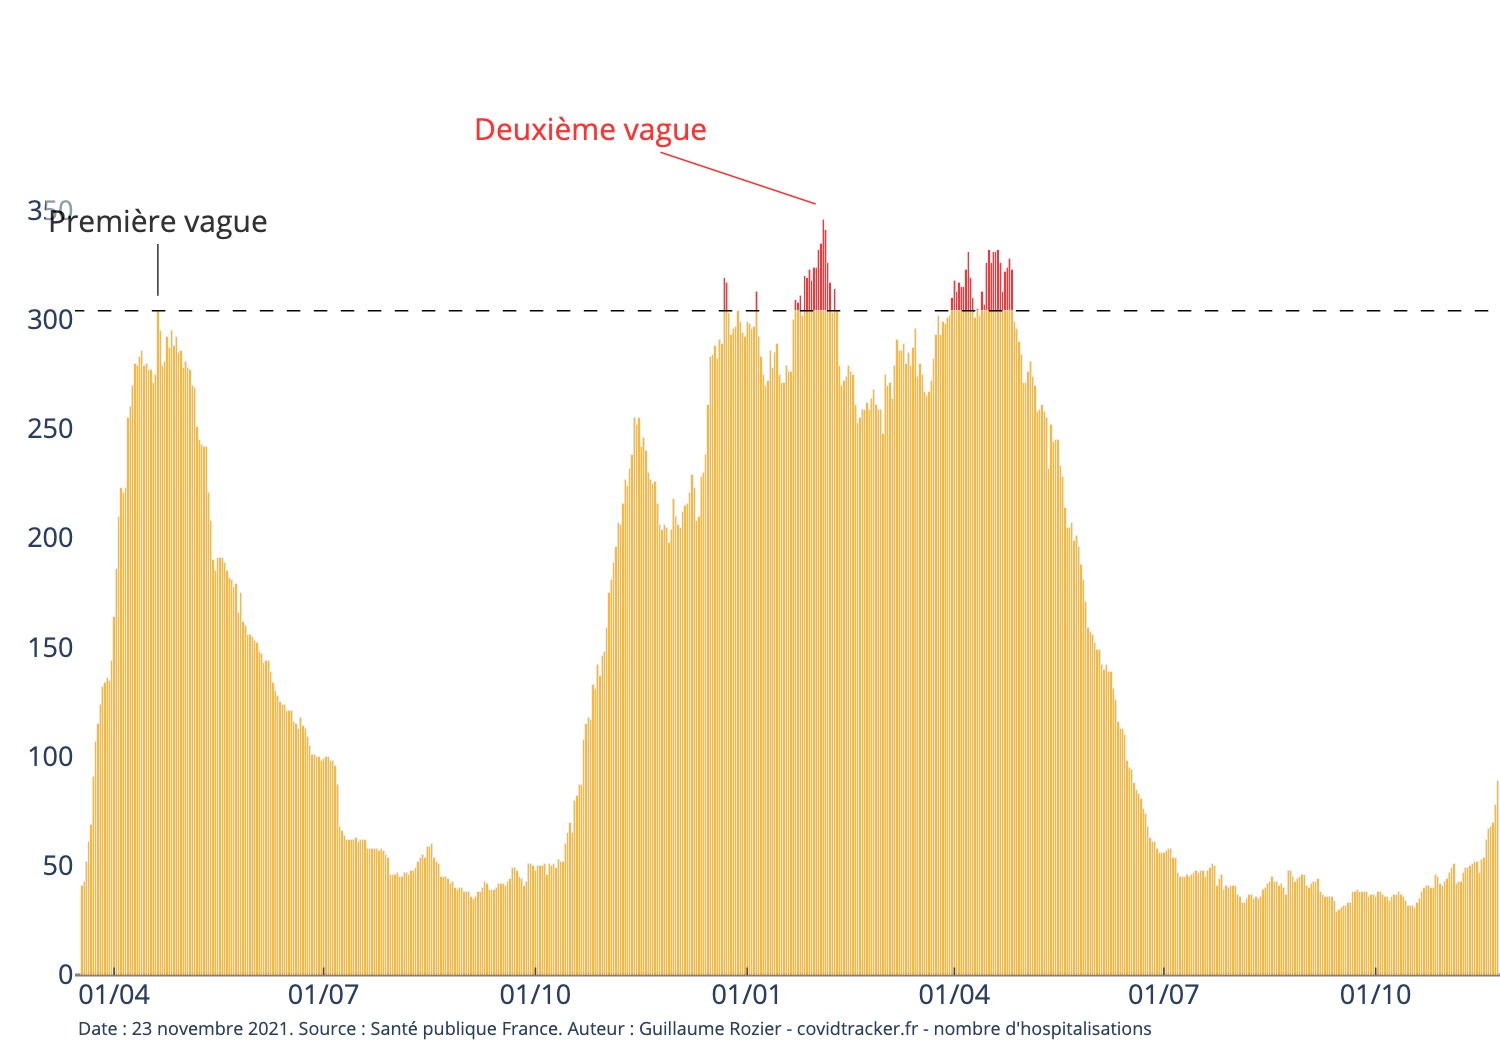 Deuxième vague
350
Première vague
300
250
200
150
100
50
0
01/04 01/07 01/10 01/01 01/04 01/07 01/10
Date : 23 novembre 2021. Source : Santé publique France. Auteur : Guillaume Rozier - covidtracker.fr - nombre d'hospitalisations